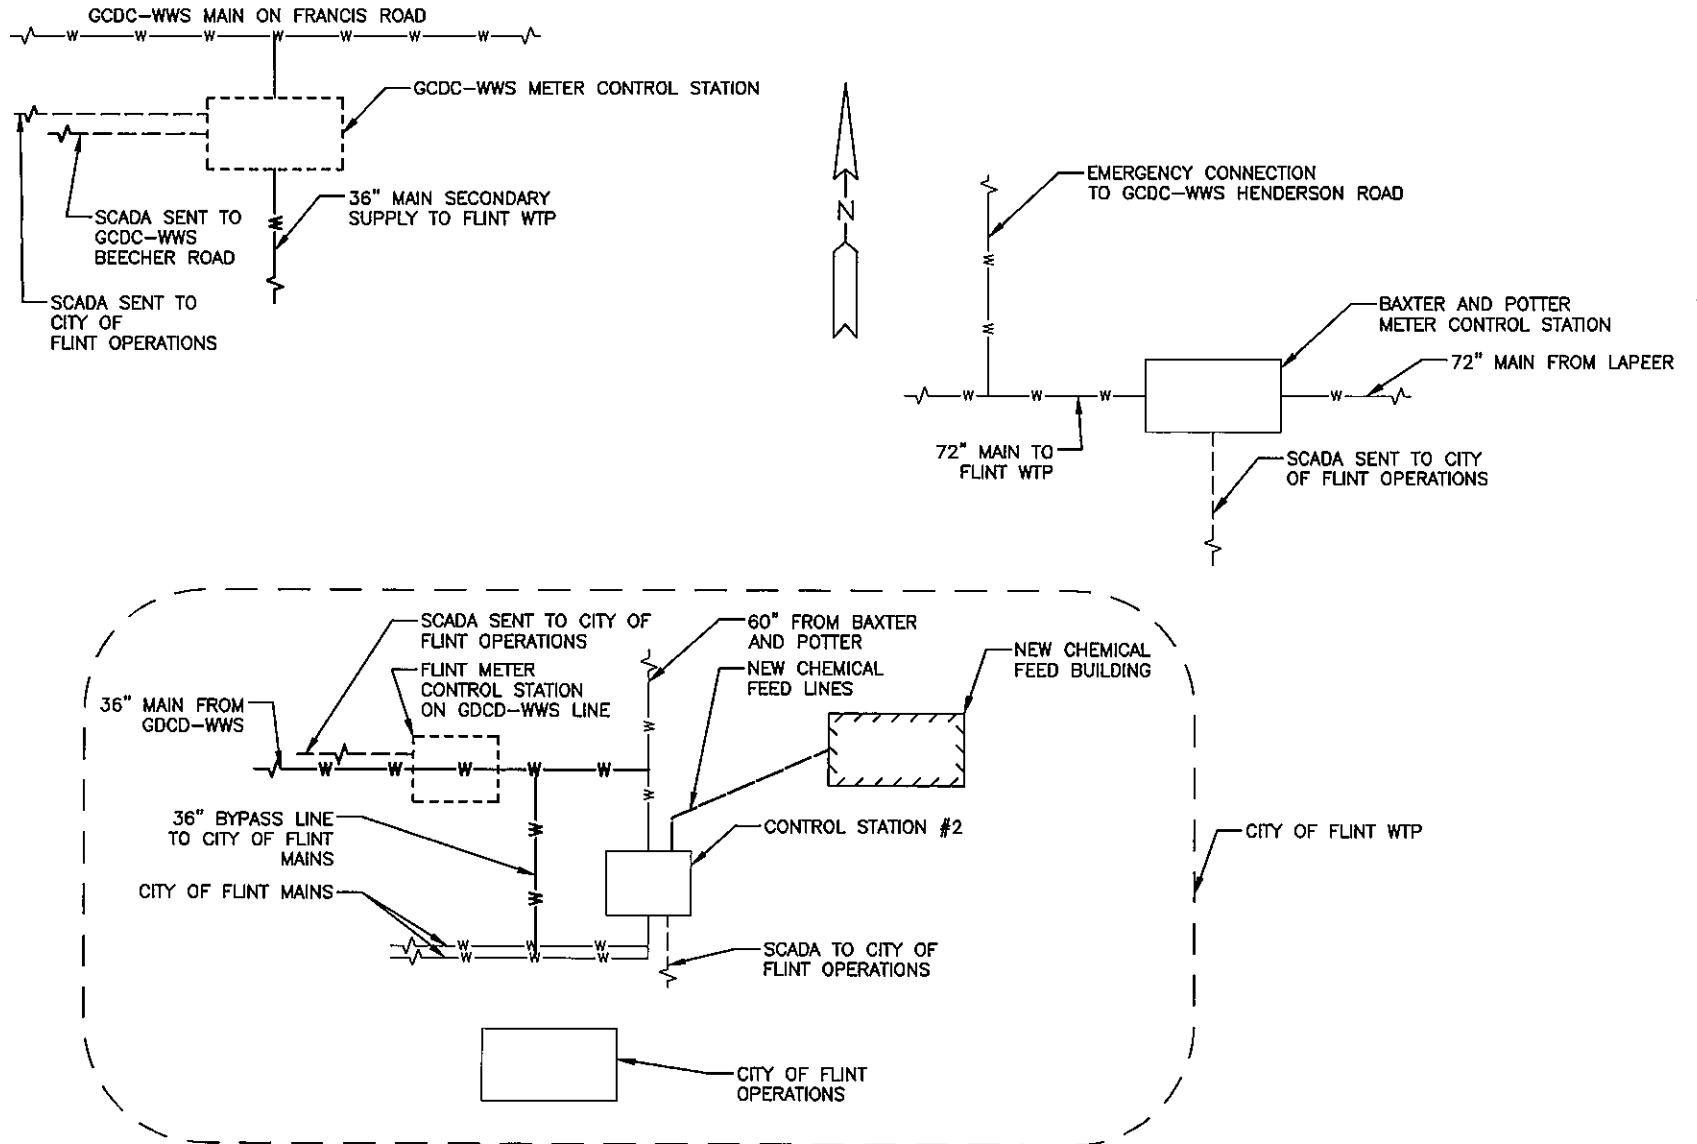 GCDC-WWS MAIN ON FRANCIS ROAD
W W W W W W W
GCDC-WWS METER CONTROL STATION
36" MAIN SECONDARY
SUPPLY TO FLINT WTP
W
SCADA SENT TO
GCDC-WWS
BEECHER ROAD
SCADA SENT TO
CITY OF
FLINT OPERATIONS
N
EMERGENCY CONNECTION
TO GCDC-WWS HENDERSON ROAD
W
W
BAXTER AND POTTER
METER CONTROL STATION
72" MAIN FROM LAPEER
W W W W
72" MAIN TO
FLINT WTP
SCADA SENT TO CITY
OF FLINT OPERATIONS
SCADA SENT TO CITY OF
FLINT OPERATIONS
60" FROM BAXTER
AND POTTER
NEW CHEMICAL
FEED LINES
NEW CHEMICAL
FEED BUILDING
FLINT METER
CONTROL STATION
ON GDCD-WWS LINE
36" MAIN FROM
GDCD-WWS
W
W W W W W
W
36" BYPASS LINE
TO CITY OF FLINT
MAINS
W
W
CONTROL STATION #2
CITY OF FLINT WTP
CITY OF FLINT MAINS
W W W
W W W
SCADA TO CITY OF
FLINT OPERATIONS
CITY OF FLINT
OPERATIONS